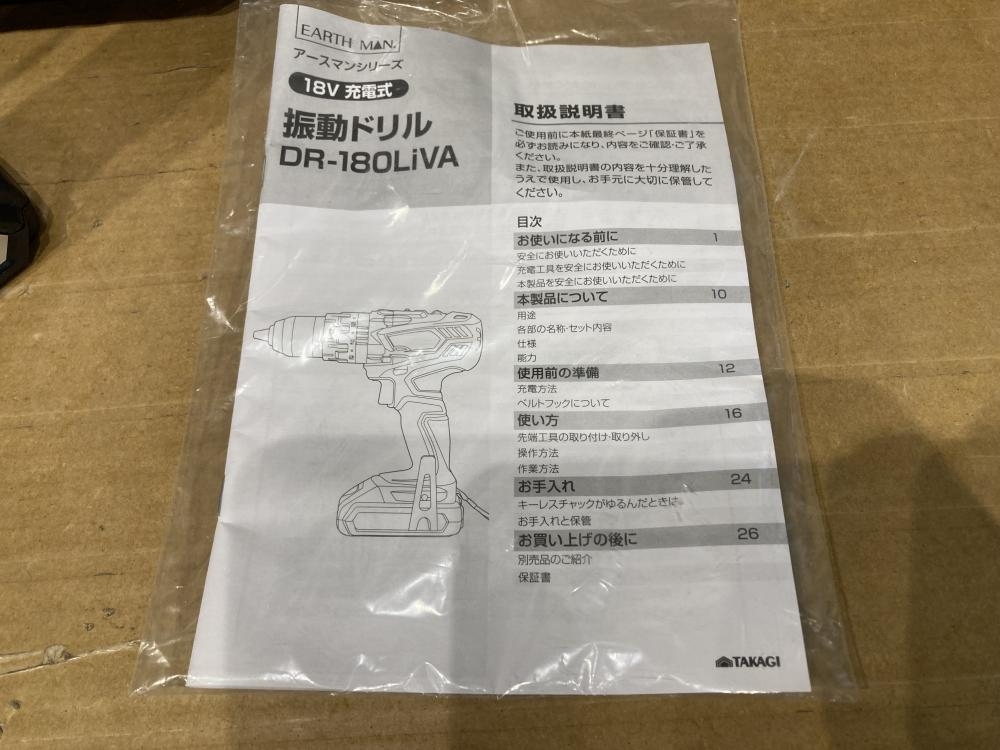 EARTH MAN.
アースマンシリーズ
18V 充電式
振動ドリル
DR-180LiVA
取扱説明書
ご使用前に本紙最終ページ「保証書」を
必ずお読みになり、内容をご確認・ご了承
ください。
また、取扱説明書の内容を十分理解した
うえで使用し、お手元に大切に保管して
ください。
目次
お使いになる前に 1
安全にお使いいただくために
充電工具を安全にお使いいただくために
本製品を安全にお使いいただくために
本製品について 10
用途
各部の名称・セット内容
仕様
能力
使用前の準備 12
充電方法
ベルトフックについて
使い方 16
先端工具の取り付け・取り外し
操作方法
作業方法
お手入れ 24
キーレスチャックがゆるんだときに
お手入れと保管
お買い上げの後に 26
別売品のご紹介
保証書
TAKAGI